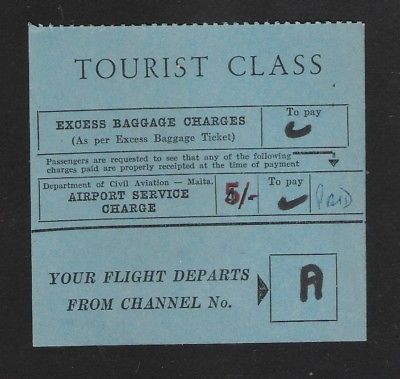 TOURIST CLASS
EXCESS BAGGAGE CHARGES
(As per Excess Baggage Ticket)
To pay
Passengers are requested to see that any of the following
charges paid are properly receipted at the time of payment
Department of Civil Aviation — Malta.
AIRPORT SERVICE
CHARGE
5/-
To pay
PAID
YOUR FLIGHT DEPARTS
FROM CHANNEL No.
A